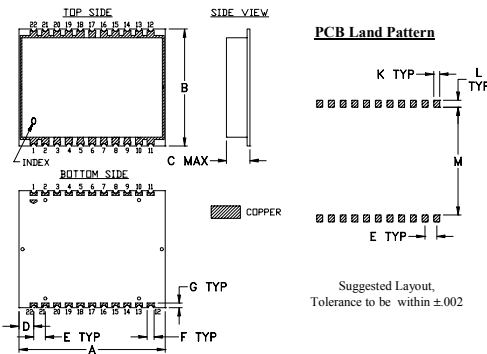 TOP SIDE
22 21 20 19 18 17 16 15 14 13 12
B
INDEX
1 2 3 4 5 6 7 8 9 10 11
SIDE VIEW
C MAX
PCB Land Pattern
K TYP
L
TYP
M
E TYP
Suggested Layout,
Tolerance to be within ±.002
BOTTOM SIDE
1 2 3 4 5 6 7 8 9 10 11
COPPER
G TYP
22 21 20 19 18 17 16 15 14 13 12
D
E TYP
F TYP
A